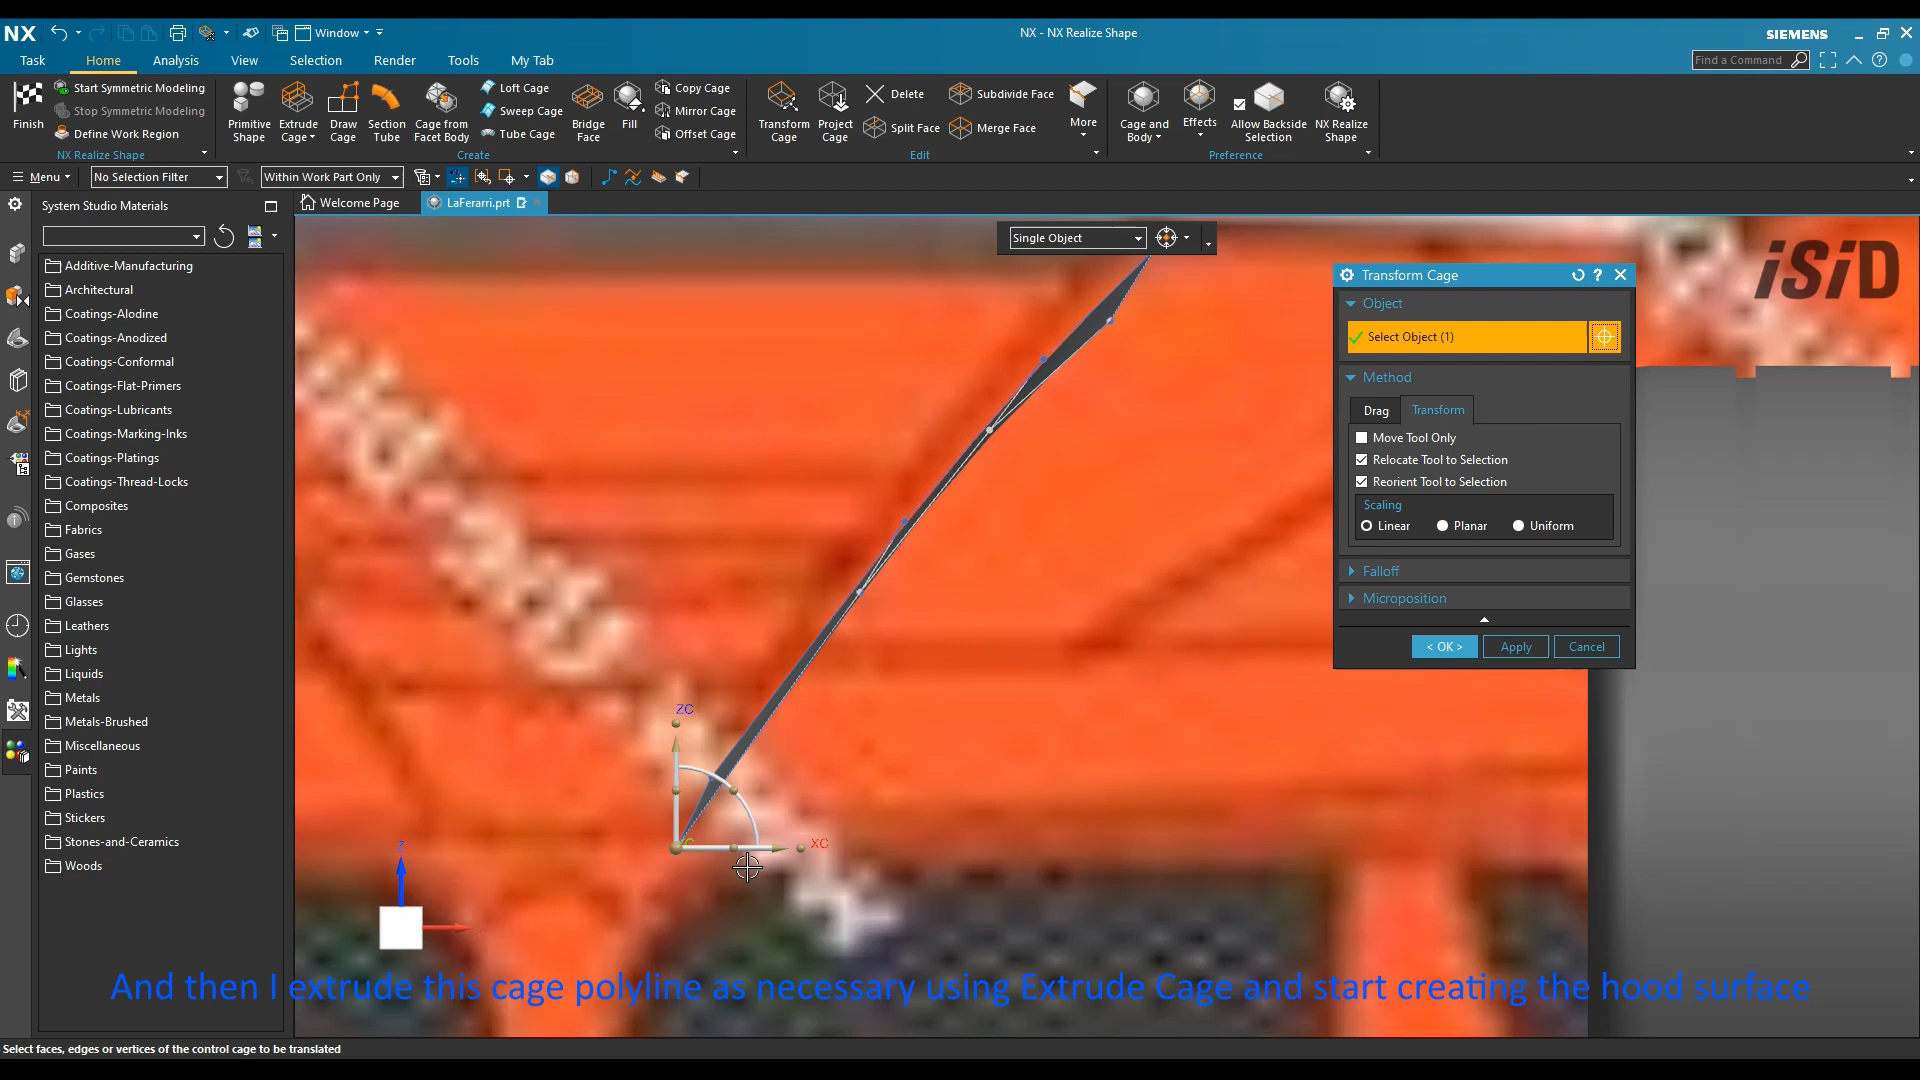 NX
Window
NX - NX Realize Shape
SIEMENS
Task
Home
Analysis
View
Selection
Render
Tools
My Tab
Find a Command
Finish
Start Symmetric Modeling
Stop Symmetric Modeling
Define Work Region
NX Realize Shape
Primitive Shape
Extrude Cage
Draw Cage
Section Tube
Cage from Facet Body
Loft Cage
Sweep Cage
Tube Cage
Bridge Face
Fill
Copy Cage
Mirror Cage
Offset Cage
Create
Transform Cage
Project Cage
Delete
Split Face
Subdivide Face
Merge Face
More
Edit
Cage and Body
Effects
Allow Backside Selection
NX Realize Shape
Preference
Menu
No Selection Filter
Within Work Part Only
System Studio Materials
Welcome Page
LaFerarri.prt
Additive-Manufacturing
Architectural
Coatings-Alodine
Coatings-Anodized
Coatings-Conformal
Coatings-Flat-Primers
Coatings-Lubricants
Coatings-Marking-Inks
Coatings-Platings
Coatings-Thread-Locks
Composites
Fabrics
Gases
Gemstones
Glasses
Leathers
Lights
Liquids
Metals
Metals-Brushed
Miscellaneous
Paints
Plastics
Stickers
Stones-and-Ceramics
Woods
Single Object
iSiD
Transform Cage
Object
Select Object (1)
Method
Drag
Transform
Move Tool Only
Relocate Tool to Selection
Reorient Tool to Selection
Scaling
Linear
Planar
Uniform
Falloff
Microposition
< OK >
Apply
Cancel
ZC
XC
Z
And then I extrude this cage polyline as necessary using Extrude Cage and start creating the hood surface
Select faces, edges or vertices of the control cage to be translated